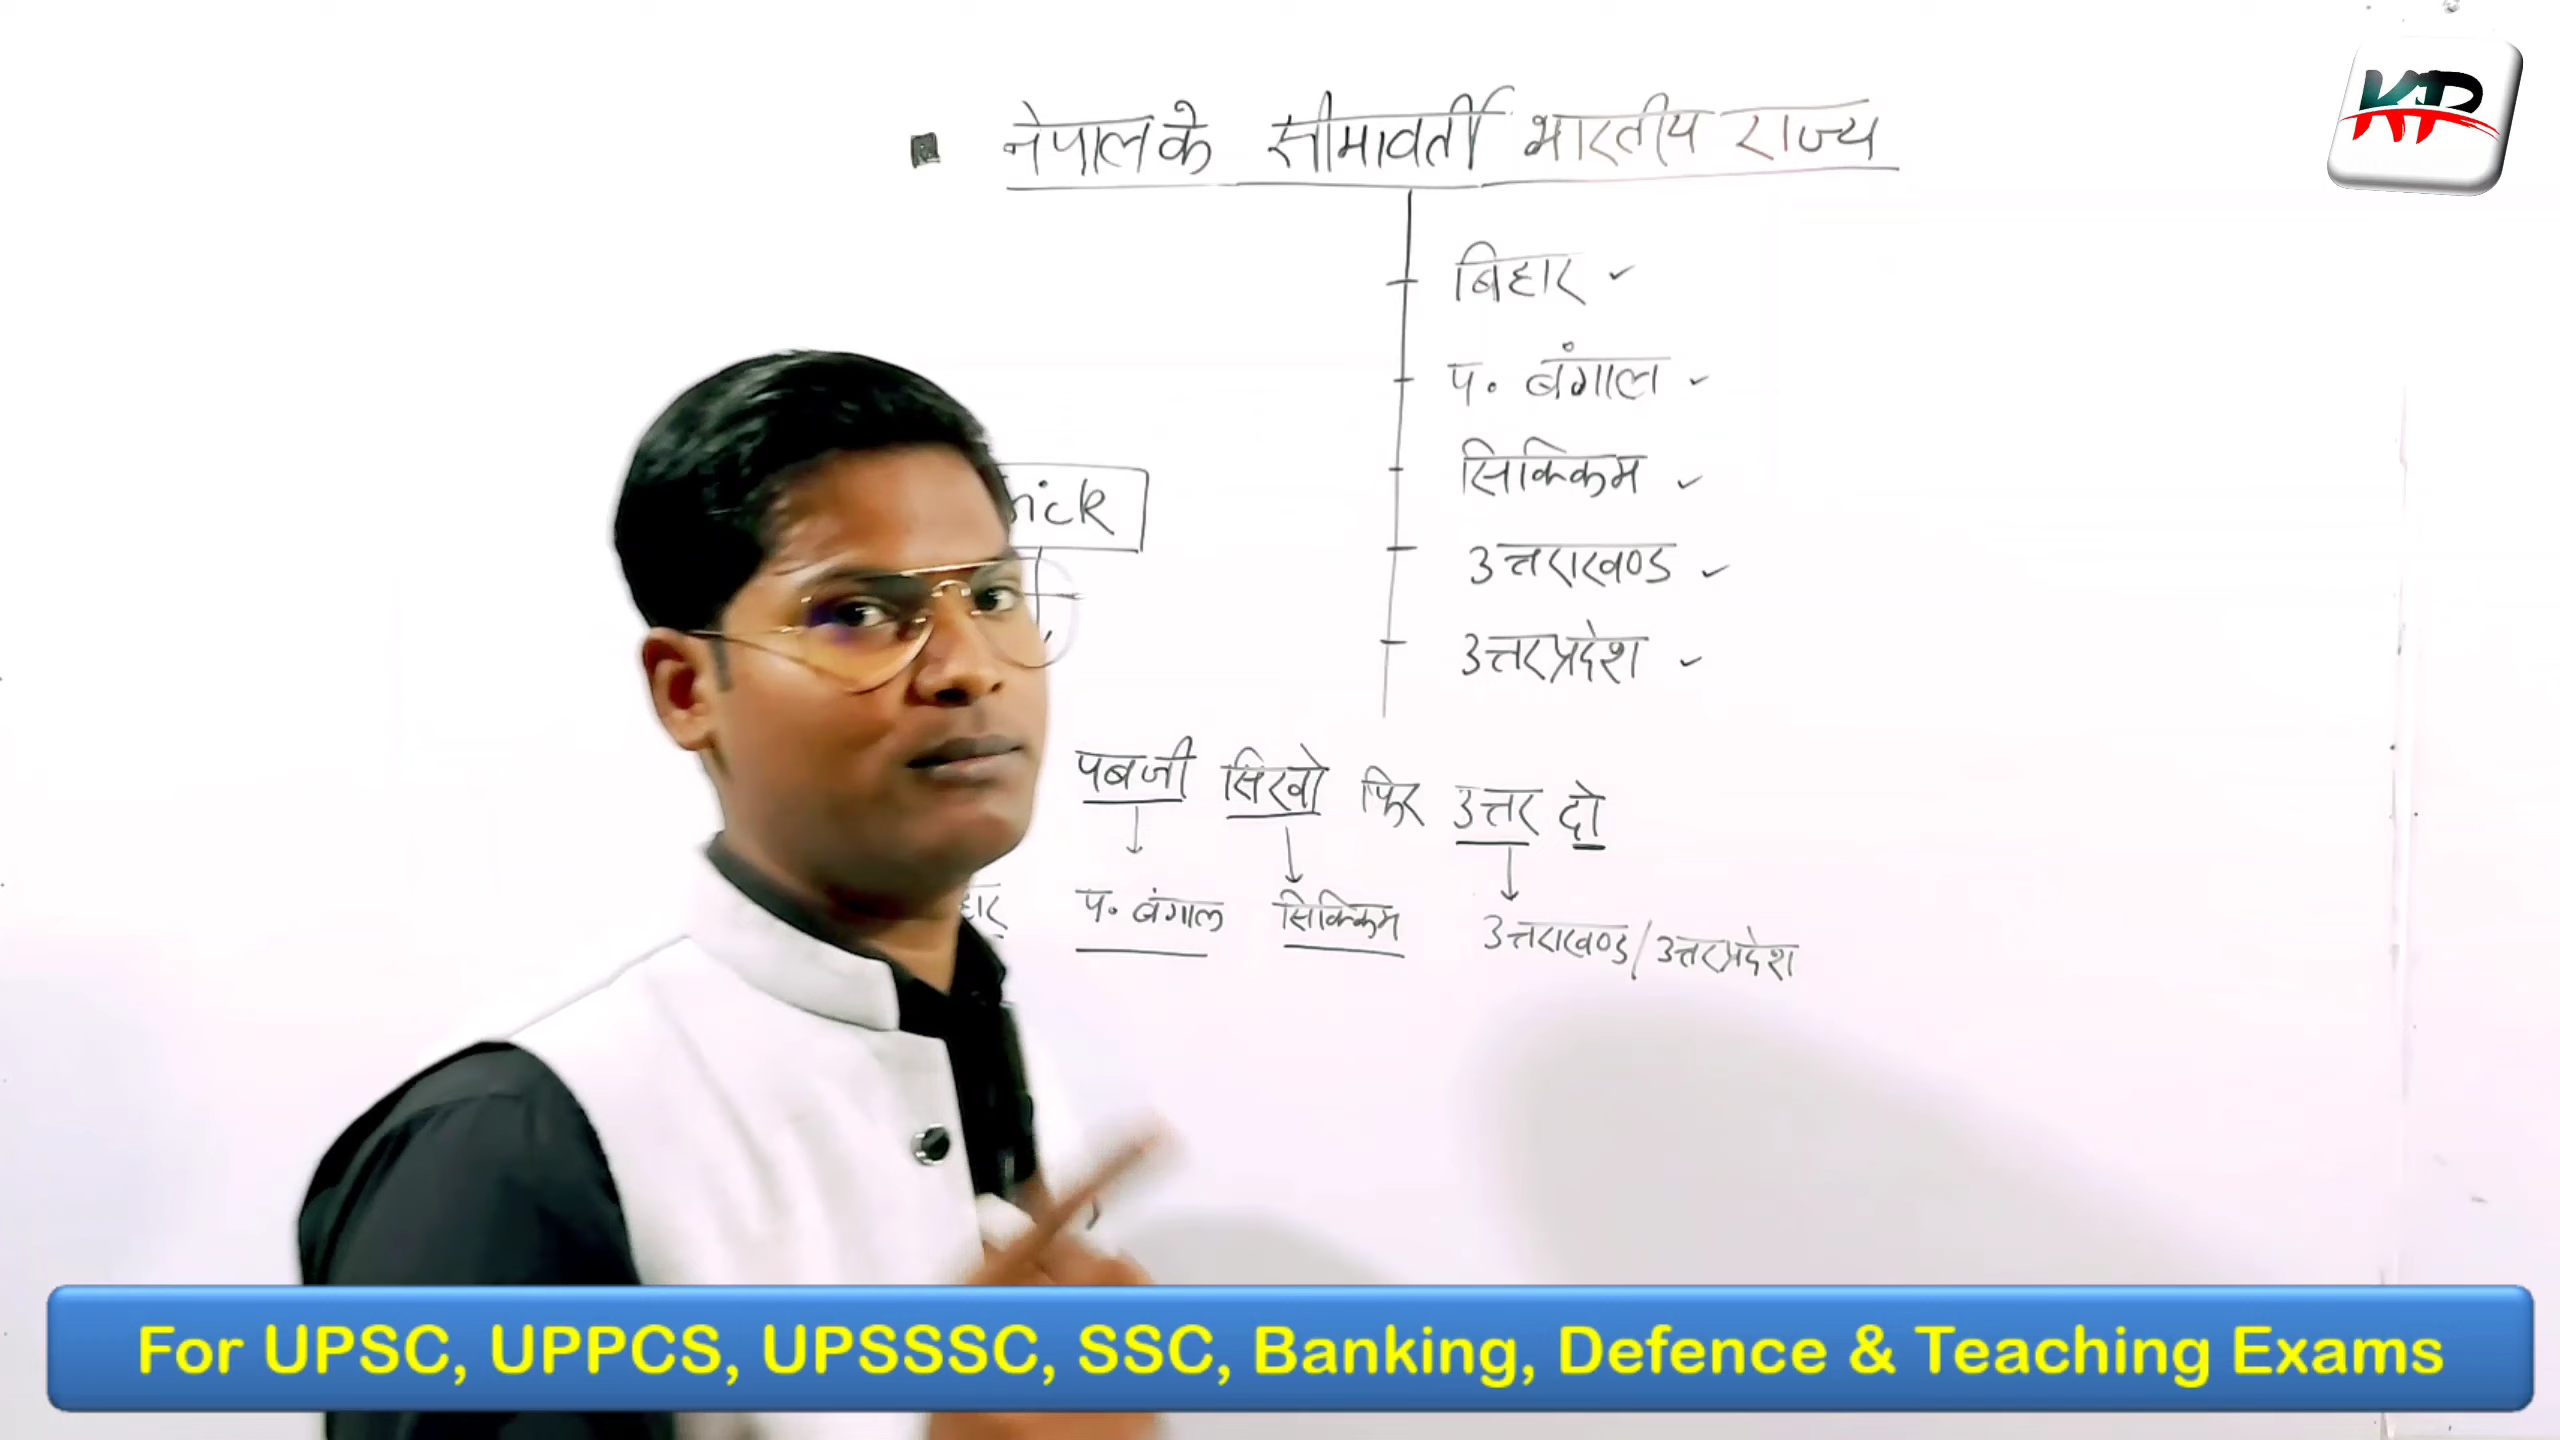 KP
नेपाल के सीमावर्ती भारतीय राज्य
बिहार
प. बंगाल
सिक्किम
उत्तराखण्ड
उत्तरप्रदेश
पबजी सिखो फिर उत्तर दो
प. बंगाल सिक्किम उत्तराखण्ड/उत्तरप्रदेश
For UPSC, UPPCS, UPSSSC, SSC, Banking, Defence & Teaching Exams